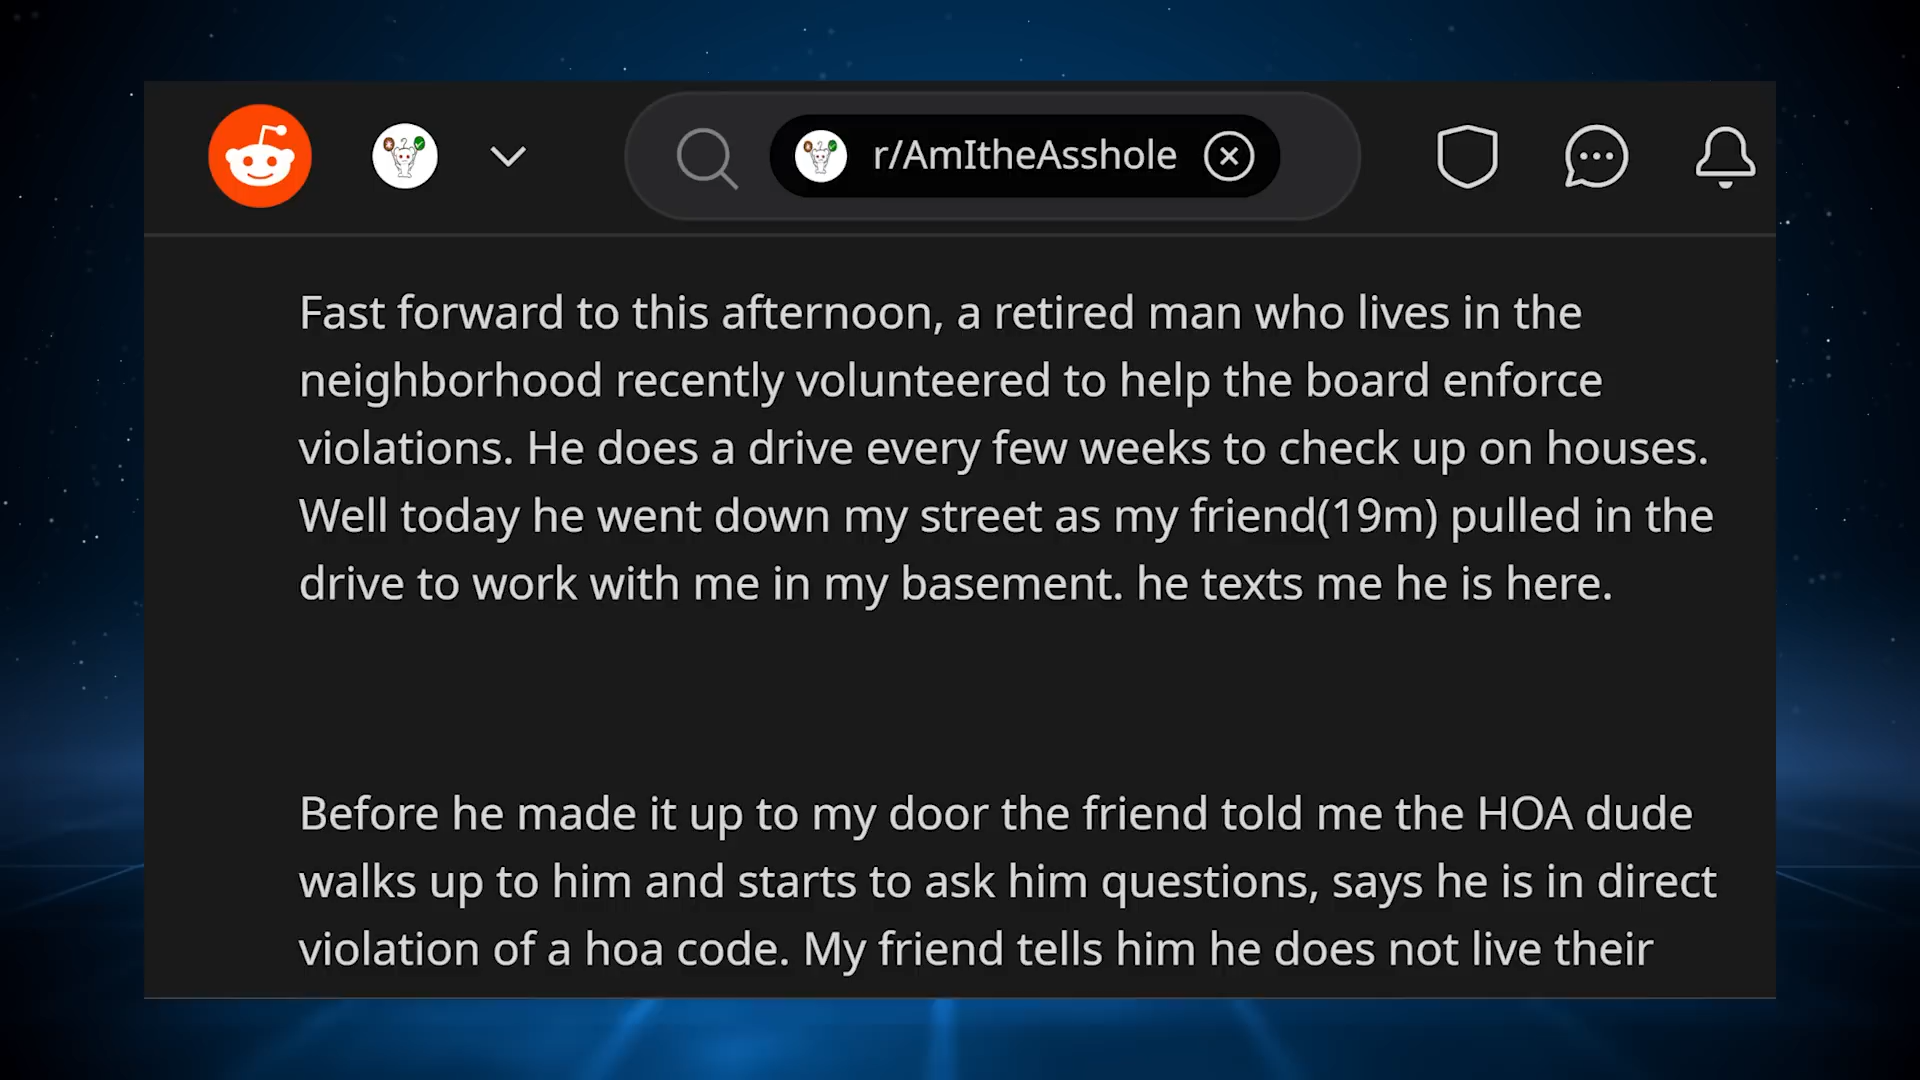 r/AmItheAsshole
Fast forward to this afternoon, a retired man who lives in the
neighborhood recently volunteered to help the board enforce
violations. He does a drive every few weeks to check up on houses.
Well today he went down my street as my friend(19m) pulled in the
drive to work with me in my basement. he texts me he is here.
Before he made it up to my door the friend told me the HOA dude
walks up to him and starts to ask him questions, says he is in direct
violation of a hoa code. My friend tells him he does not live their